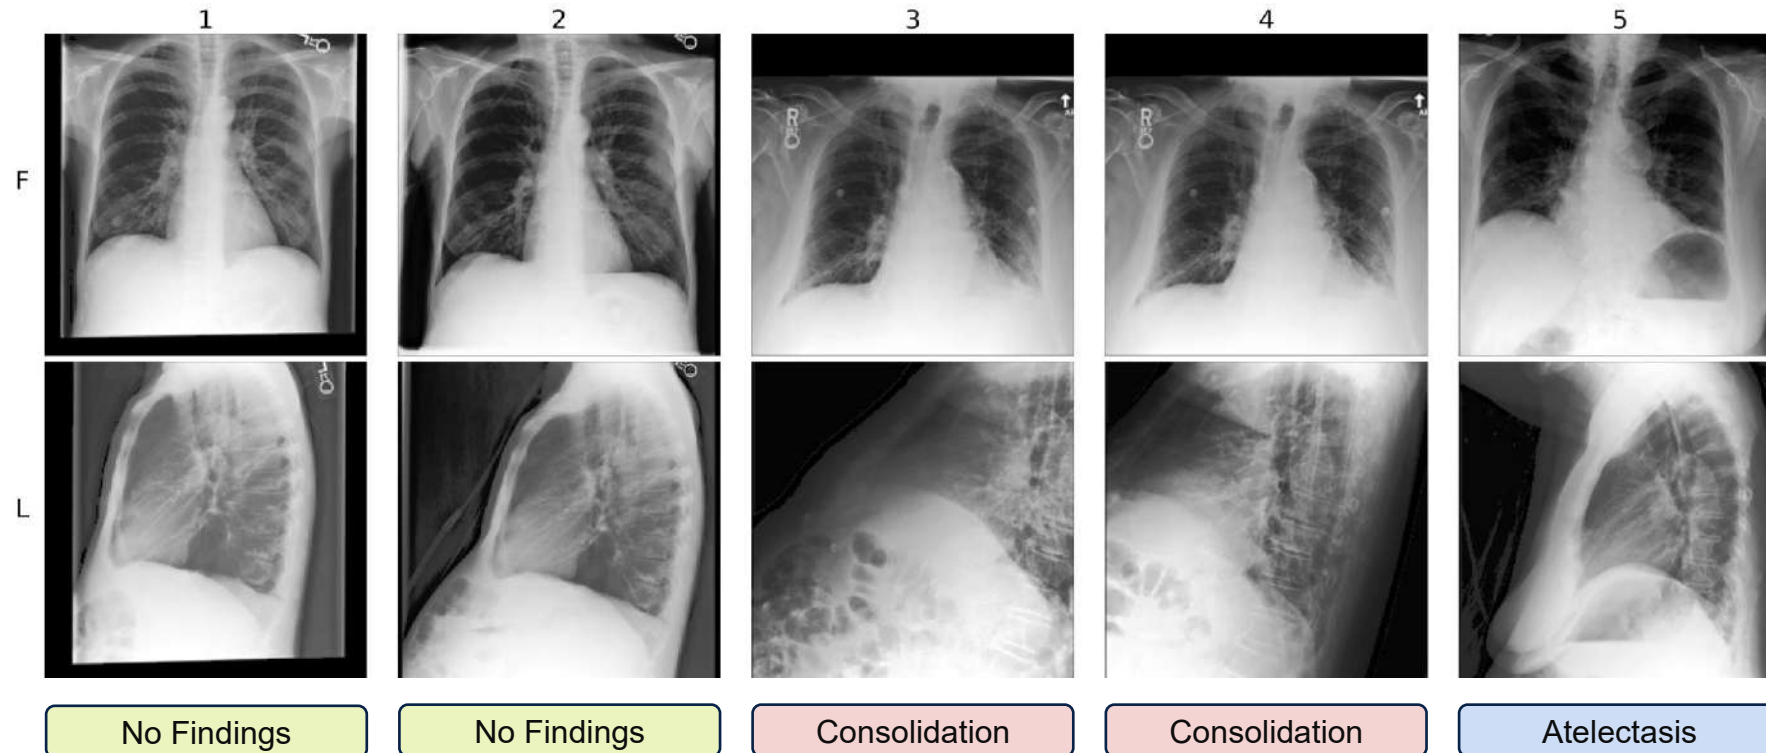 1 2 3 4 5
F
R
R
L
No Findings No Findings Consolidation Consolidation Atelectasis